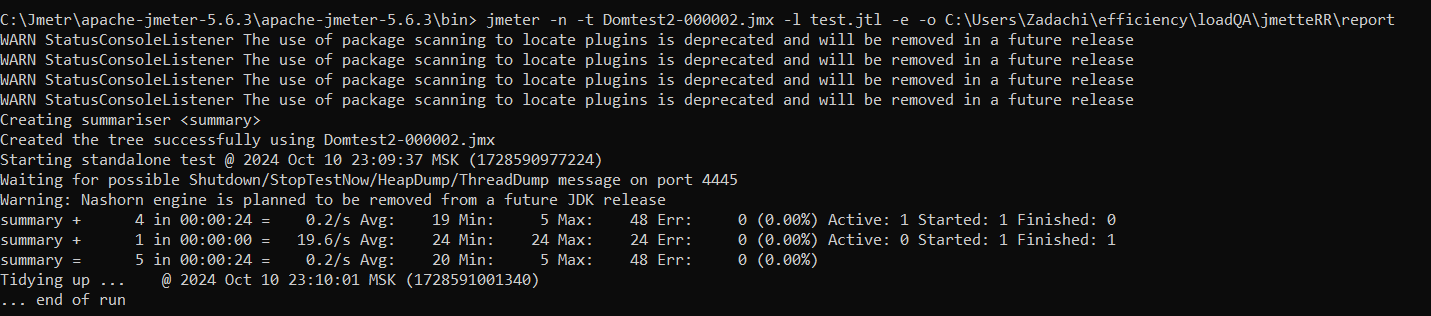 C:\Jmetr\apache-jmeter-5.6.3\apache-jmeter-5.6.3\bin> jmeter -n -t Domtest2-000002.jmx -l test.jtl -e -o C:\Users\Zadachi\efficiency\loadQA\jmetteRR\report
WARN StatusConsoleListener The use of package scanning to locate plugins is deprecated and will be removed in a future release
WARN StatusConsoleListener The use of package scanning to locate plugins is deprecated and will be removed in a future release
WARN StatusConsoleListener The use of package scanning to locate plugins is deprecated and will be removed in a future release
WARN StatusConsoleListener The use of package scanning to locate plugins is deprecated and will be removed in a future release
Creating summariser <summary>
Created the tree successfully using Domtest2-000002.jmx
Starting standalone test @ 2024 Oct 10 23:09:37 MSK (1728590977224)
Waiting for possible Shutdown/StopTestNow/HeapDump/ThreadDump message on port 4445
Warning: Nashorn engine is planned to be removed from a future JDK release
summary +      4 in 00:00:24 =    0.2/s Avg:    19 Min:     5 Max:    48 Err:     0 (0.00%) Active: 1 Started: 1 Finished: 0
summary +      1 in 00:00:00 =   19.6/s Avg:    24 Min:    24 Max:    24 Err:     0 (0.00%) Active: 0 Started: 1 Finished: 1
summary =      5 in 00:00:24 =    0.2/s Avg:    20 Min:     5 Max:    48 Err:     0 (0.00%)
Tidying up ...    @ 2024 Oct 10 23:10:01 MSK (1728591001340)
... end of run